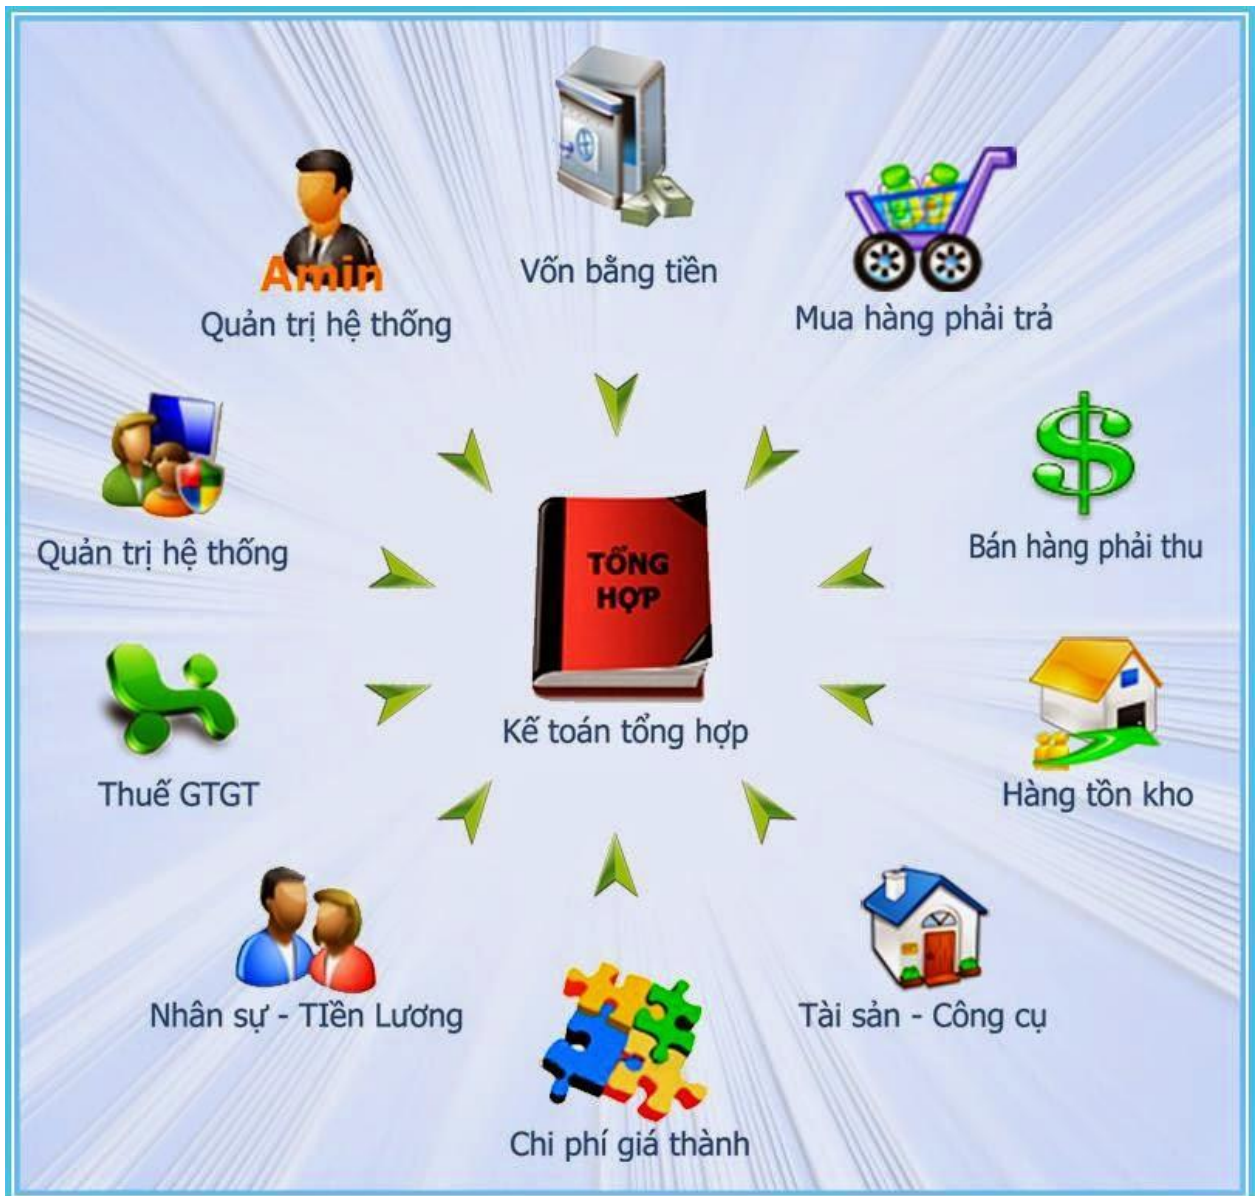 Vốn bằng tiền
Amin
Quản trị hệ thống
Mua hàng phải trả
Quản trị hệ thống
Bán hàng phải thu
TỔNG
HỢP
Kế toán tổng hợp
Thuế GTGT
Hàng tồn kho
Nhân sự - TIền Lương
Tài sản - Công cụ
Chi phí giá thành